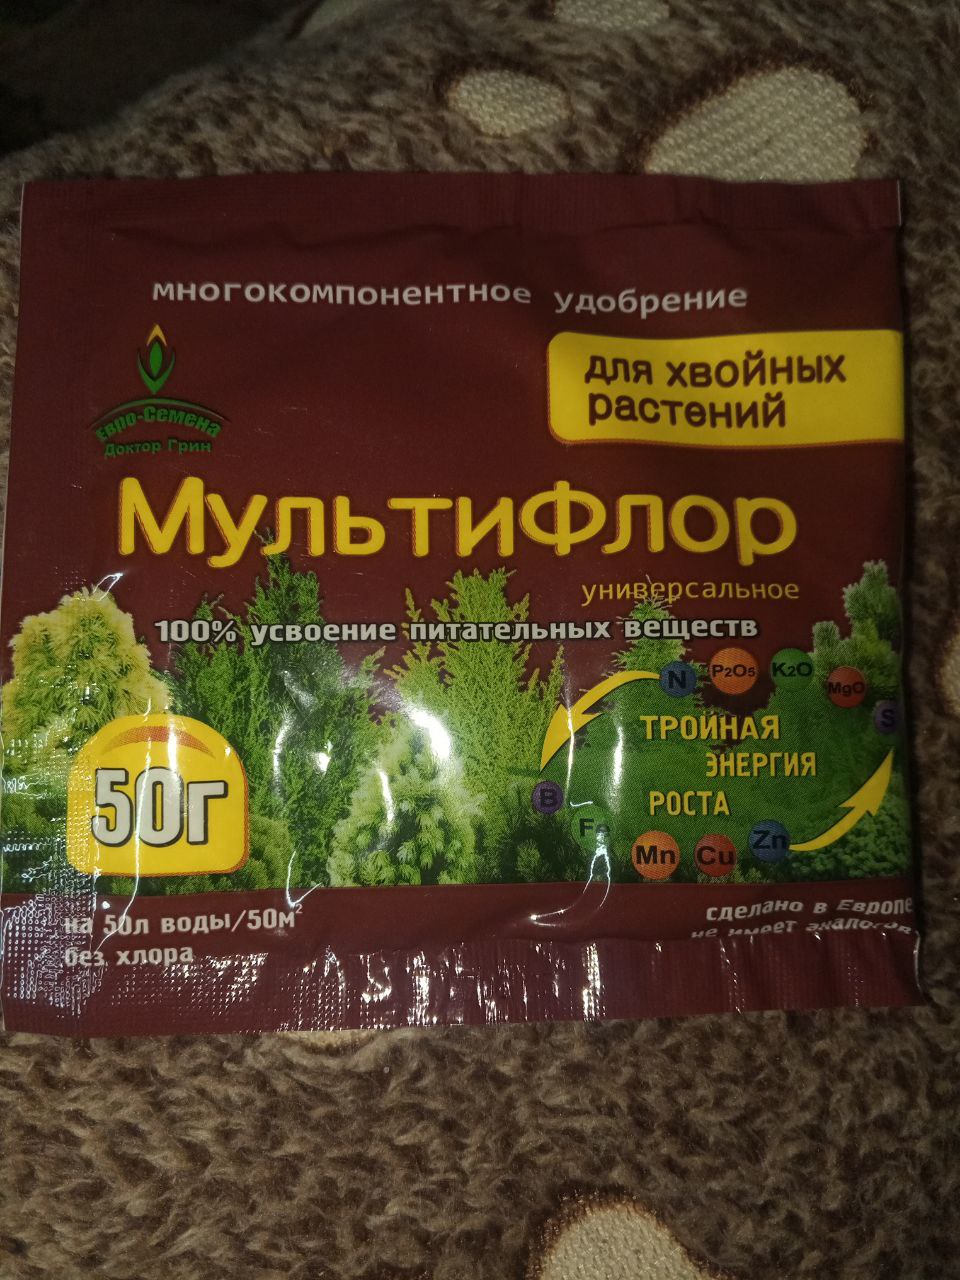 многокомпонентное удобрение
для хвойных
растений
Евро-Семена
Доктор Грин
Мультифлор
универсальное
100% усвоение питательных веществ
N P2O5 K2O MgO S
ТРОЙНАЯ
ЭНЕРГИЯ
РОСТА
B Fe Mn Cu Zn
50г
на 50л воды/50м²
без хлора
сделано в Европе
не имеет аналогов